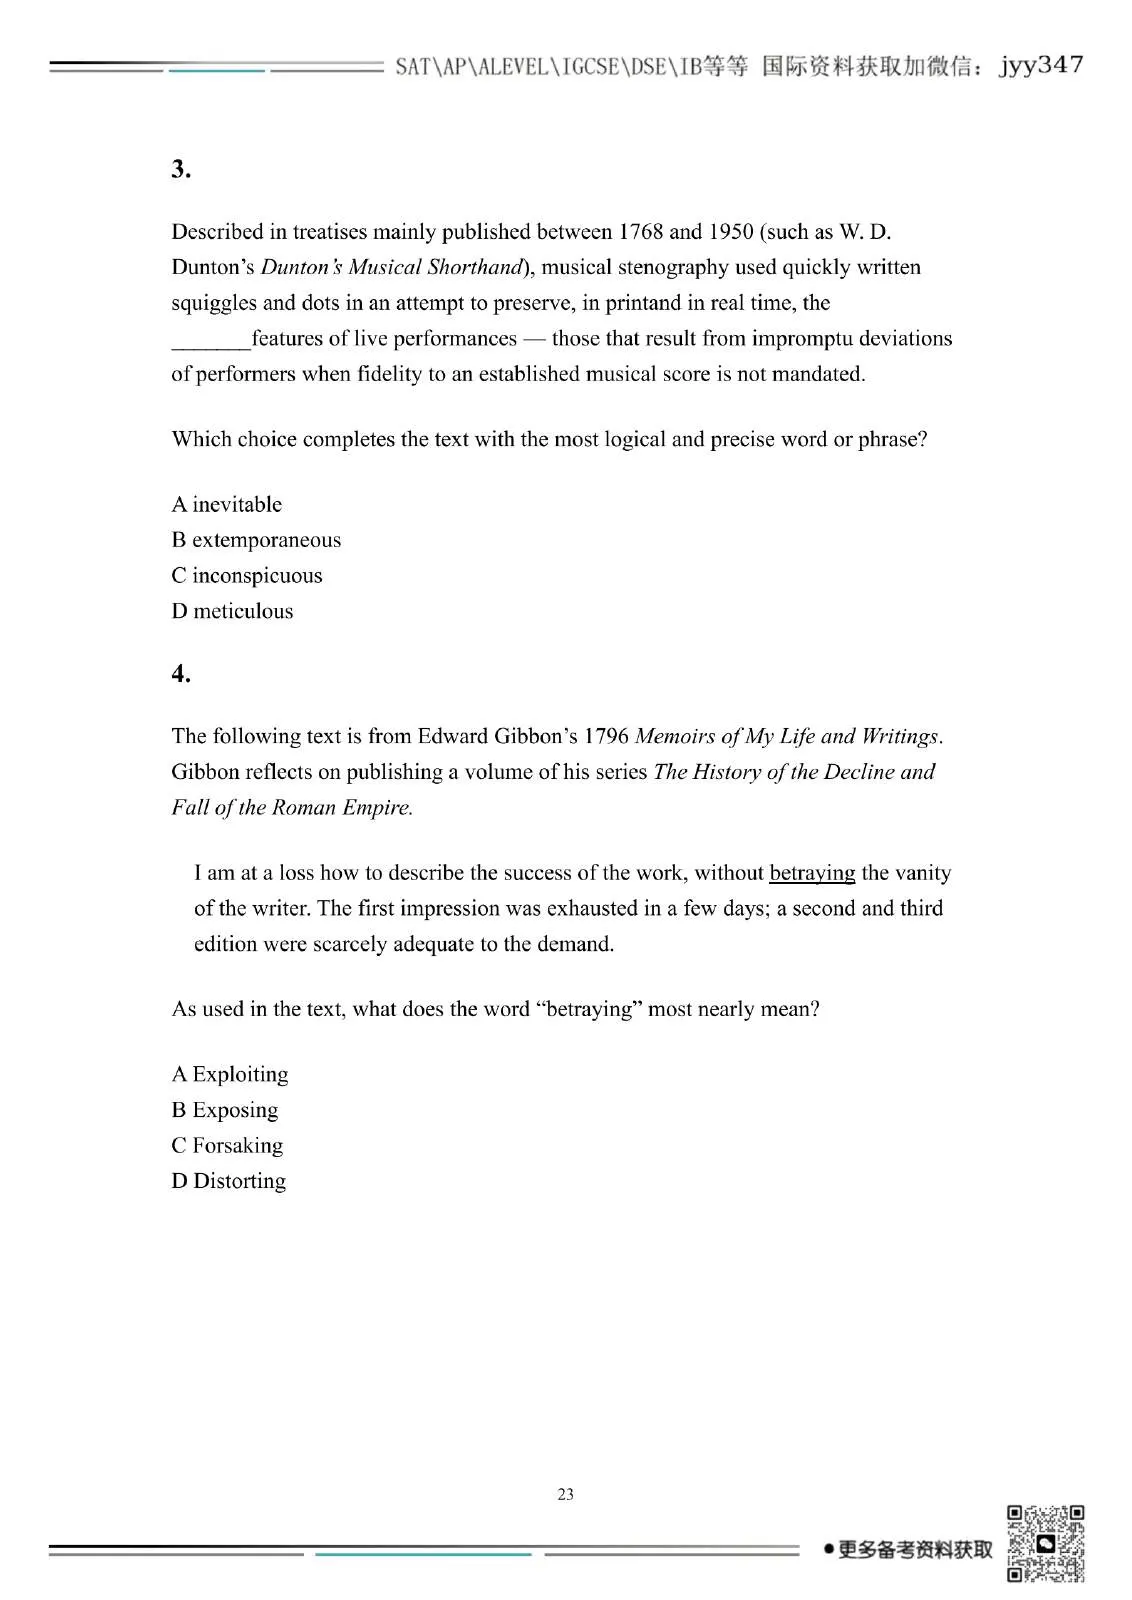 SAT\AP\ALEVEL\IGCSE\DSE\IB等等 国际资料获取加微信： jyy347
3.
Described in treatises mainly published between 1768 and 1950 (such as W. D.
Dunton’s Dunton’s Musical Shorthand), musical stenography used quickly written
squiggles and dots in an attempt to preserve, in printand in real time, the
_______features of live performances — those that result from impromptu deviations
of performers when fidelity to an established musical score is not mandated.
Which choice completes the text with the most logical and precise word or phrase?
A inevitable
B extemporaneous
C inconspicuous
D meticulous
4.
The following text is from Edward Gibbon’s 1796 Memoirs of My Life and Writings.
Gibbon reflects on publishing a volume of his series The History of the Decline and
Fall of the Roman Empire.
I am at a loss how to describe the success of the work, without betraying the vanity
of the writer. The first impression was exhausted in a few days; a second and third
edition were scarcely adequate to the demand.
As used in the text, what does the word “betraying” most nearly mean?
A Exploiting
B Exposing
C Forsaking
D Distorting
23
●更多备考资料获取